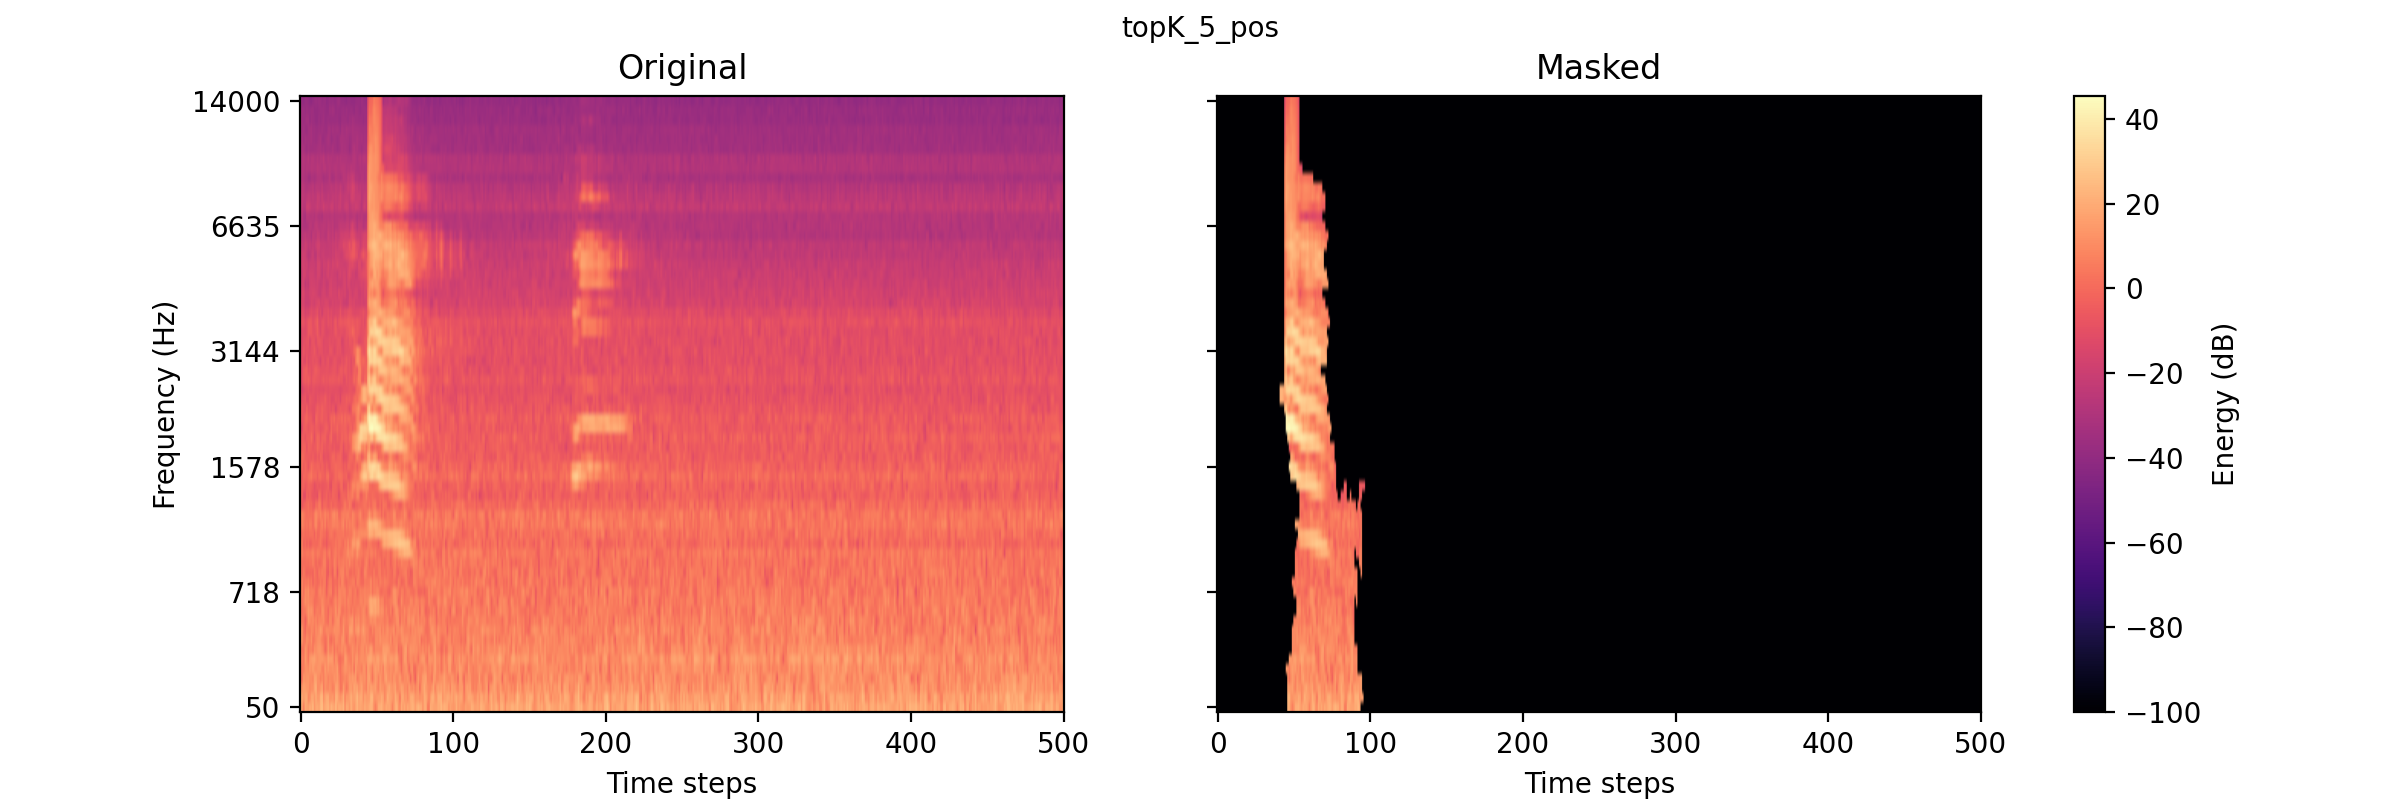 topK_5_pos
Original
Masked
14000
6635
3144
1578
718
50
Frequency (Hz)
0 100 200 300 400 500
Time steps
0 100 200 300 400 500
Time steps
40
20
0
−20
−40
−60
−80
−100
Energy (dB)